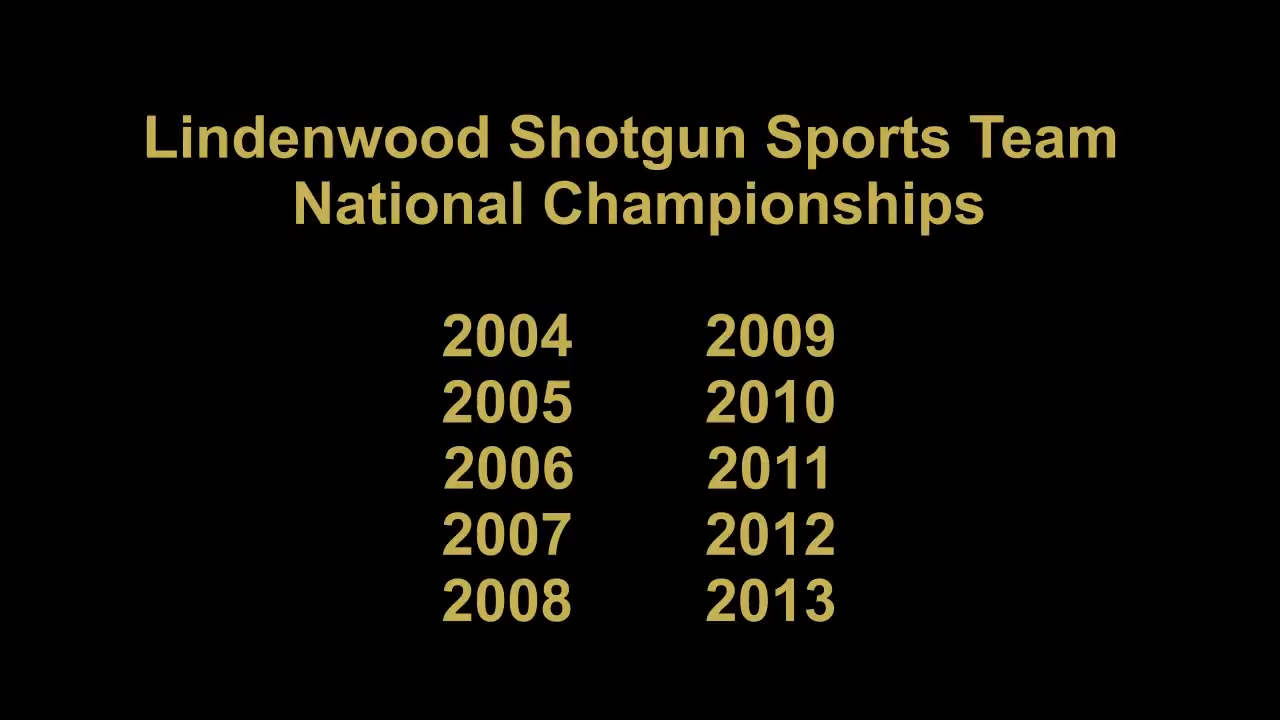 Lindenwood Shotgun Sports Team
National Championships
2004 2009
2005 2010
2006 2011
2007 2012
2008 2013